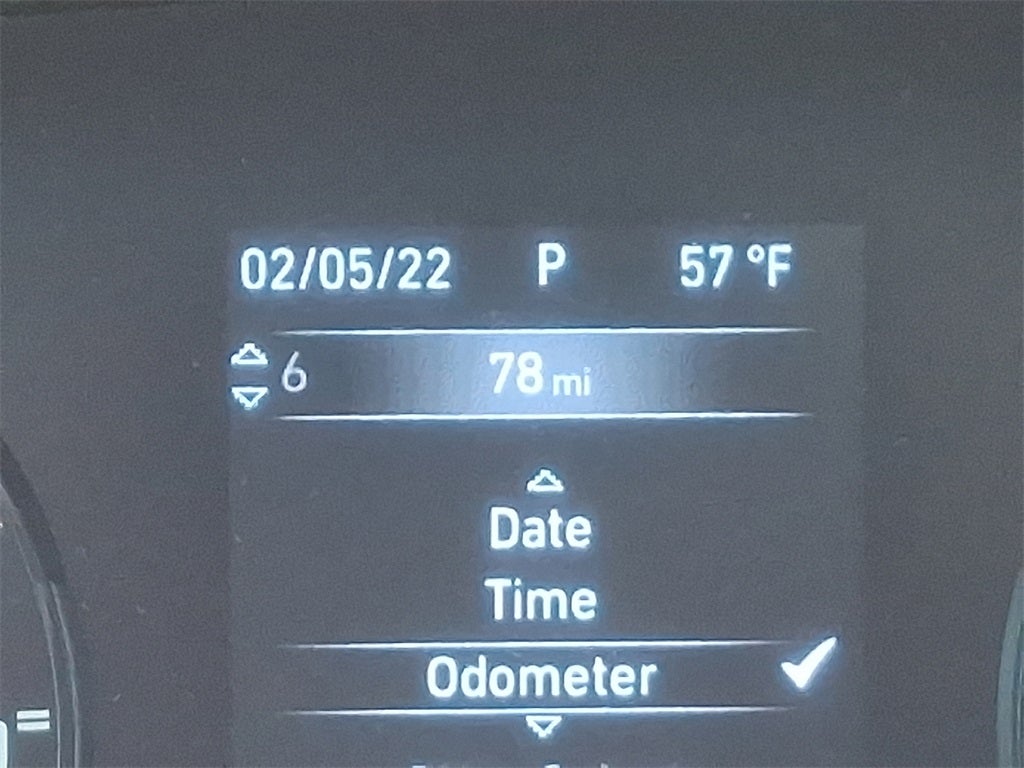 02/05/22 P 57 °F
6 78 mi
Date
Time
Odometer